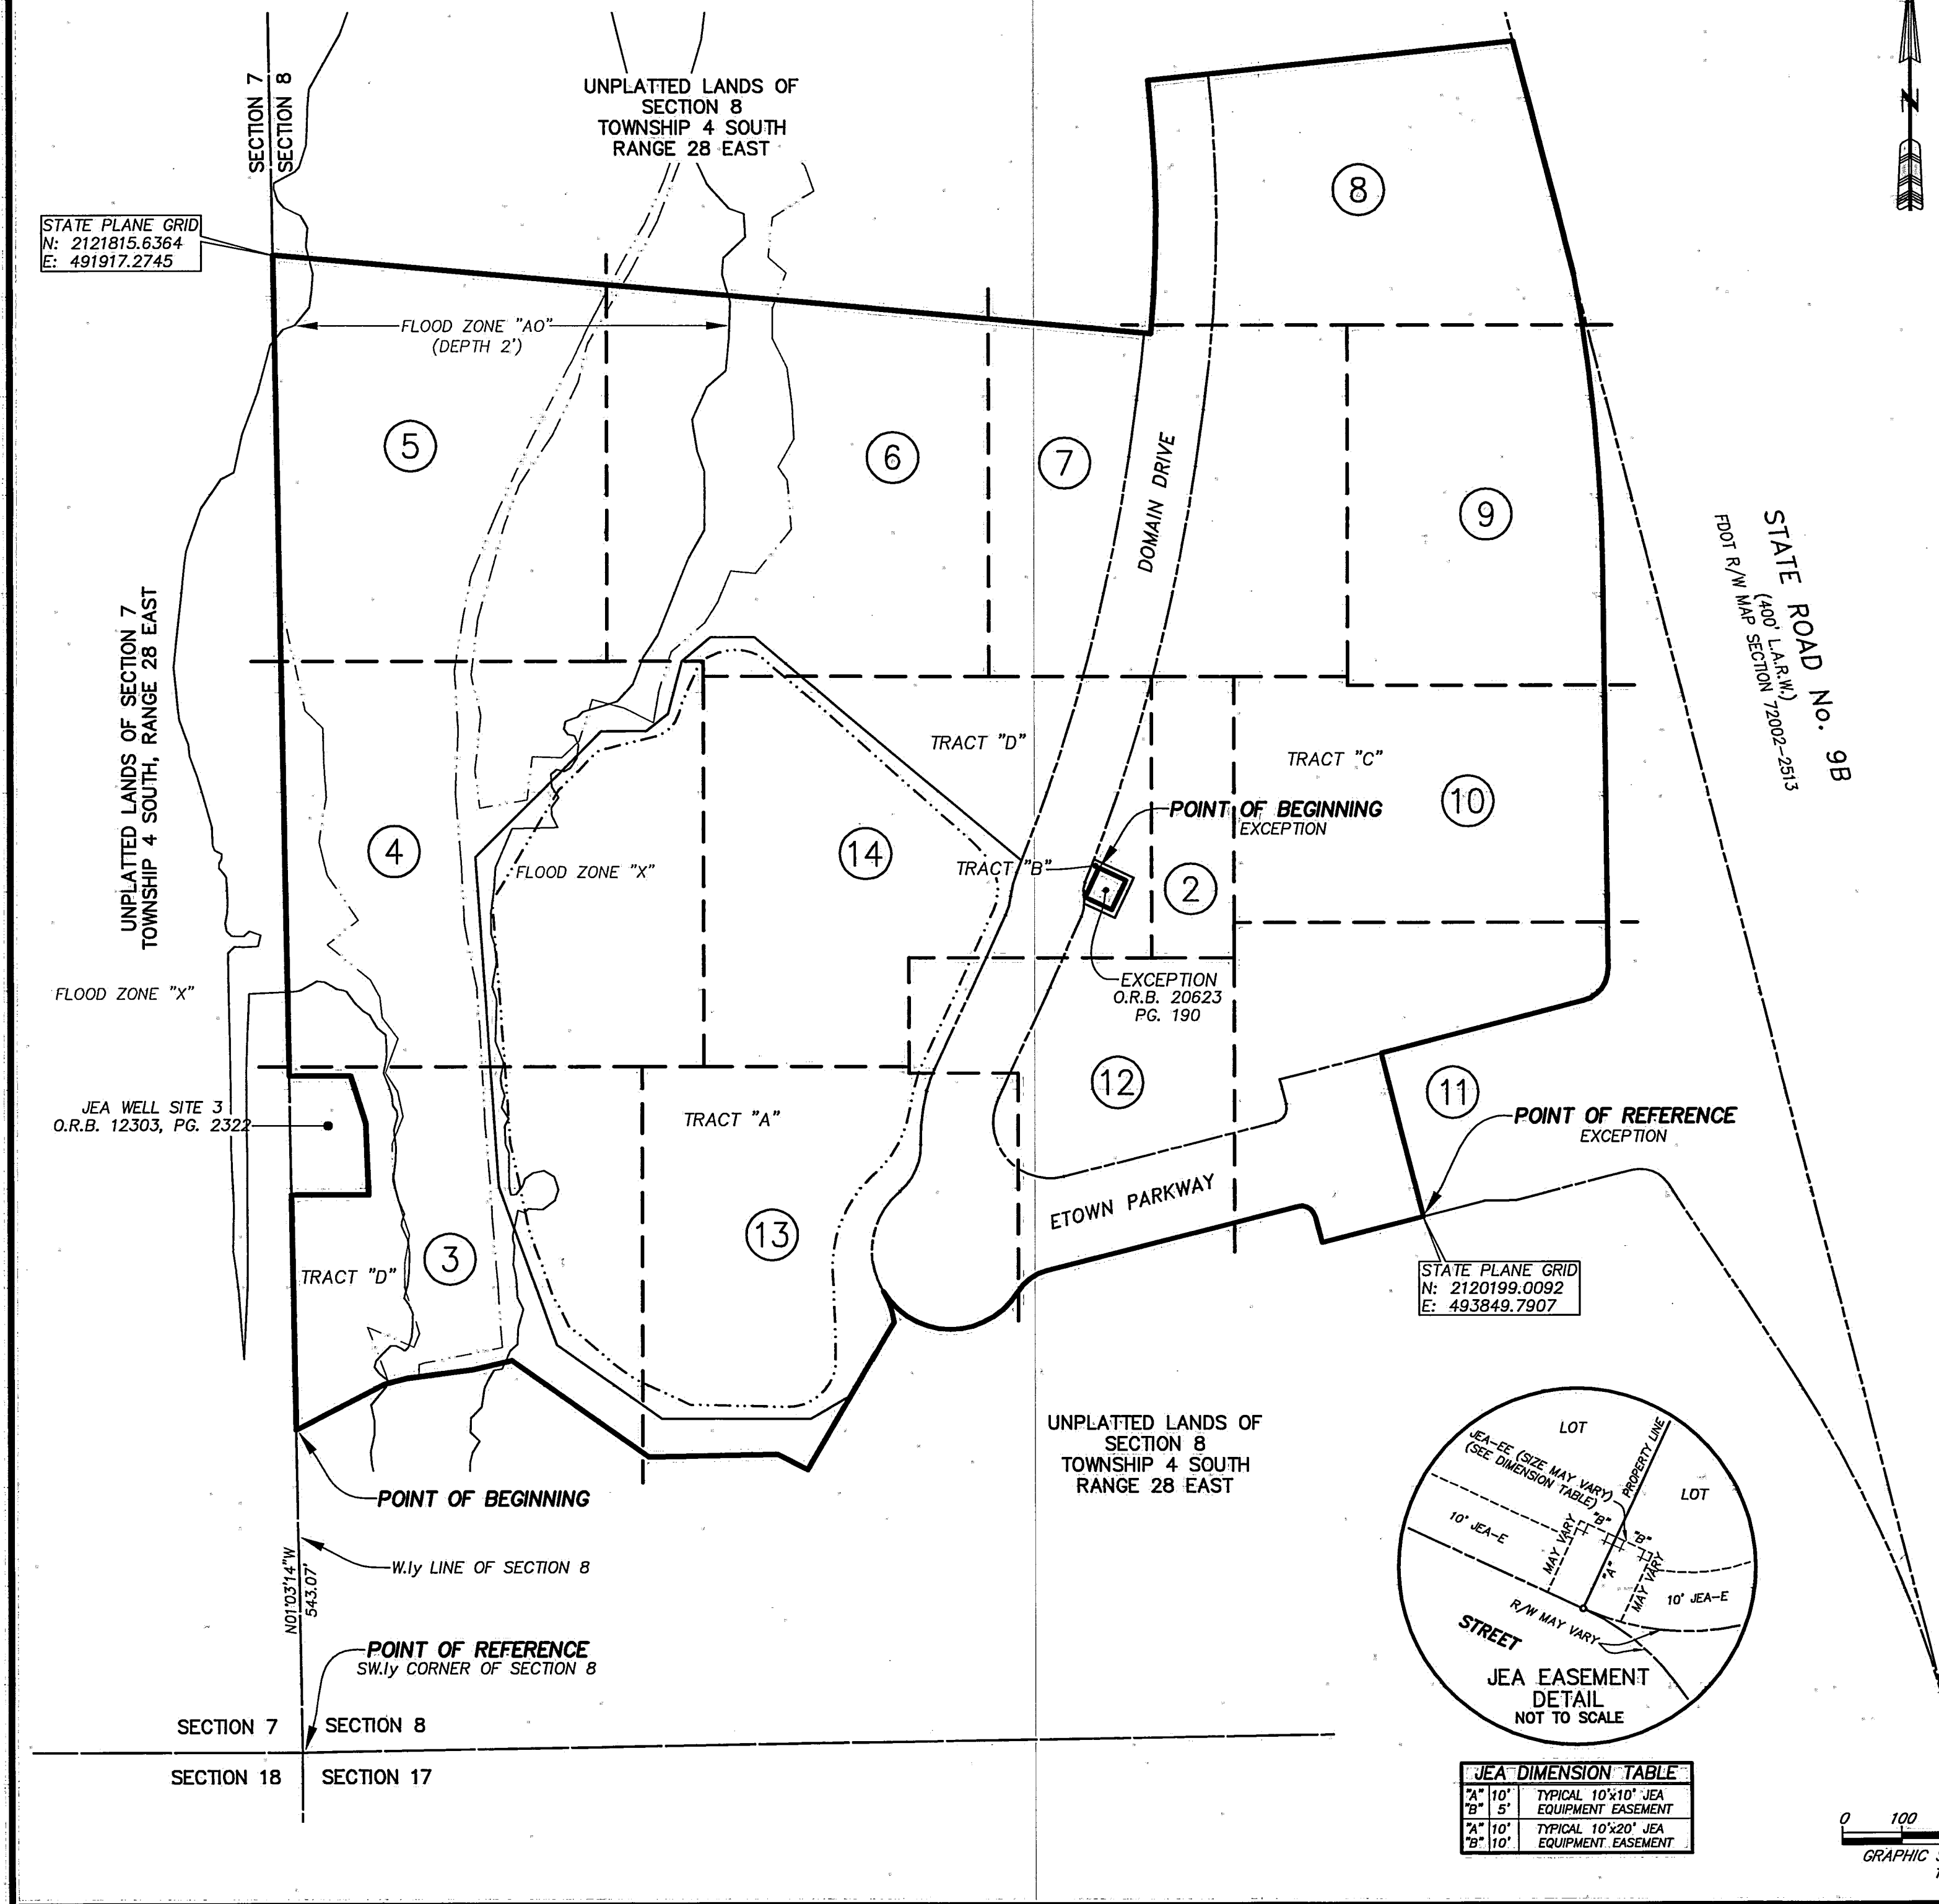 SECTION 7
SECTION 8
UNPLATTED LANDS OF
SECTION 8
TOWNSHIP 4 SOUTH
RANGE 28 EAST
N
STATE PLANE GRID
N: 2121815.6364
E: 491917.2745
8
FLOOD ZONE "AO"
(DEPTH 2')
5
6
7
DOMAIN DRIVE
9
STATE ROAD No. 9B
(400' L.A.R.W.)
FDOT R/W MAP SECTION 72002-2513
UNPLATTED LANDS OF SECTION 7
TOWNSHIP 4 SOUTH, RANGE 28 EAST
TRACT "D"
TRACT "C"
10
POINT OF BEGINNING
EXCEPTION
4
FLOOD ZONE "X"
14
TRACT "B"
2
EXCEPTION
O.R.B. 20623
PG. 190
FLOOD ZONE "X"
JEA WELL SITE 3
O.R.B. 12303, PG. 2322
TRACT "A"
12
11
POINT OF REFERENCE
EXCEPTION
ETOWN PARKWAY
13
3
TRACT "D"
STATE PLANE GRID
N: 2120199.0092
E: 493849.7907
UNPLATTED LANDS OF
SECTION 8
TOWNSHIP 4 SOUTH
RANGE 28 EAST
POINT OF BEGINNING
W.ly LINE OF SECTION 8
N01°03'14"W
543.07'
POINT OF REFERENCE
SW.ly CORNER OF SECTION 8
SECTION 7
SECTION 8
SECTION 18
SECTION 17
LOT
JEA-EE (SIZE MAY VARY)
(SEE DIMENSION TABLE)
PROPERTY LINE
LOT
10' JEA-E
MAY VARY
"B"
"B"
"A"
MAY VARY
10' JEA-E
R/W MAY VARY
STREET
JEA EASEMENT
DETAIL
NOT TO SCALE
JEA DIMENSION TABLE
"A" 10' TYPICAL 10'x10' JEA
"B" 5' EQUIPMENT EASEMENT
"A" 10' TYPICAL 10'x20' JEA
"B" 10' EQUIPMENT EASEMENT
0 100
GRAPHIC